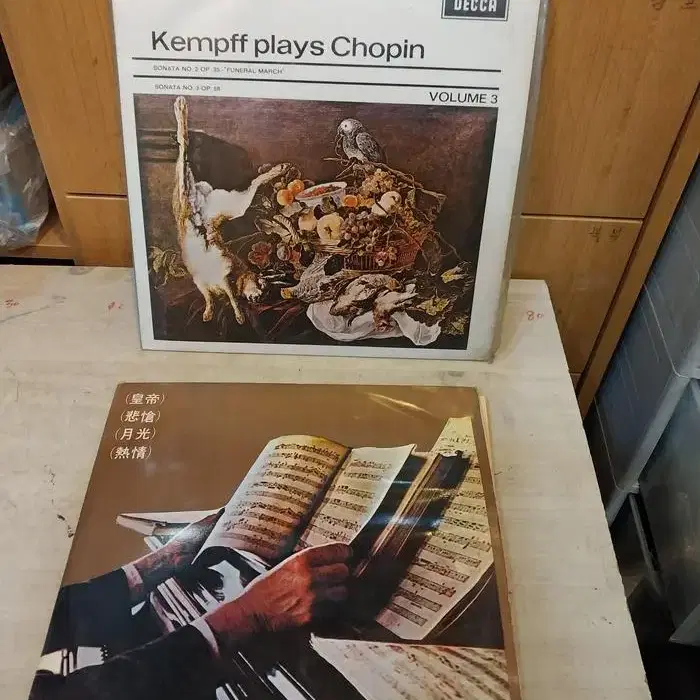 DECCA
Kempff plays Chopin
SONATA NO. 2 OP. 35 - "FUNERAL MARCH"
SONATA NO. 3 OP. 58
VOLUME 3
(皇帝)
(悲愴)
(月光)
(熱情)
80